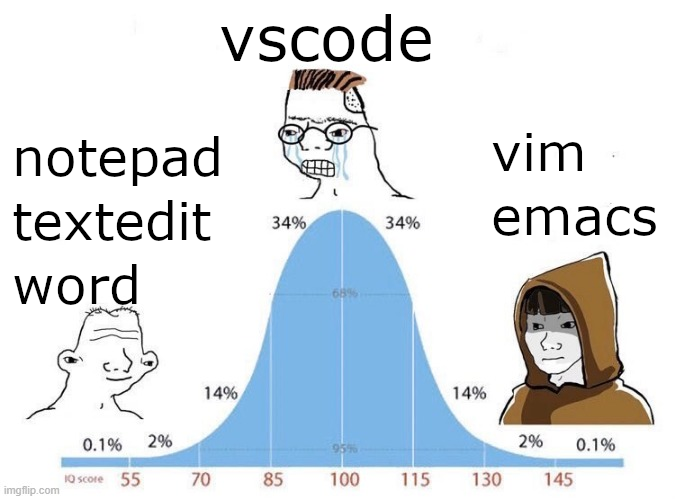 vscode
notepad
textedit
word
vim
emacs
34% 34%
68%
14% 14%
0.1% 2% 95% 2% 0.1%
IQ score 55 70 85 100 115 130 145
imgflip.com